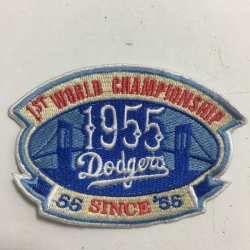 1ST WORLD CHAMPIONSHIP
1955
Dodgers
55 SINCE '55